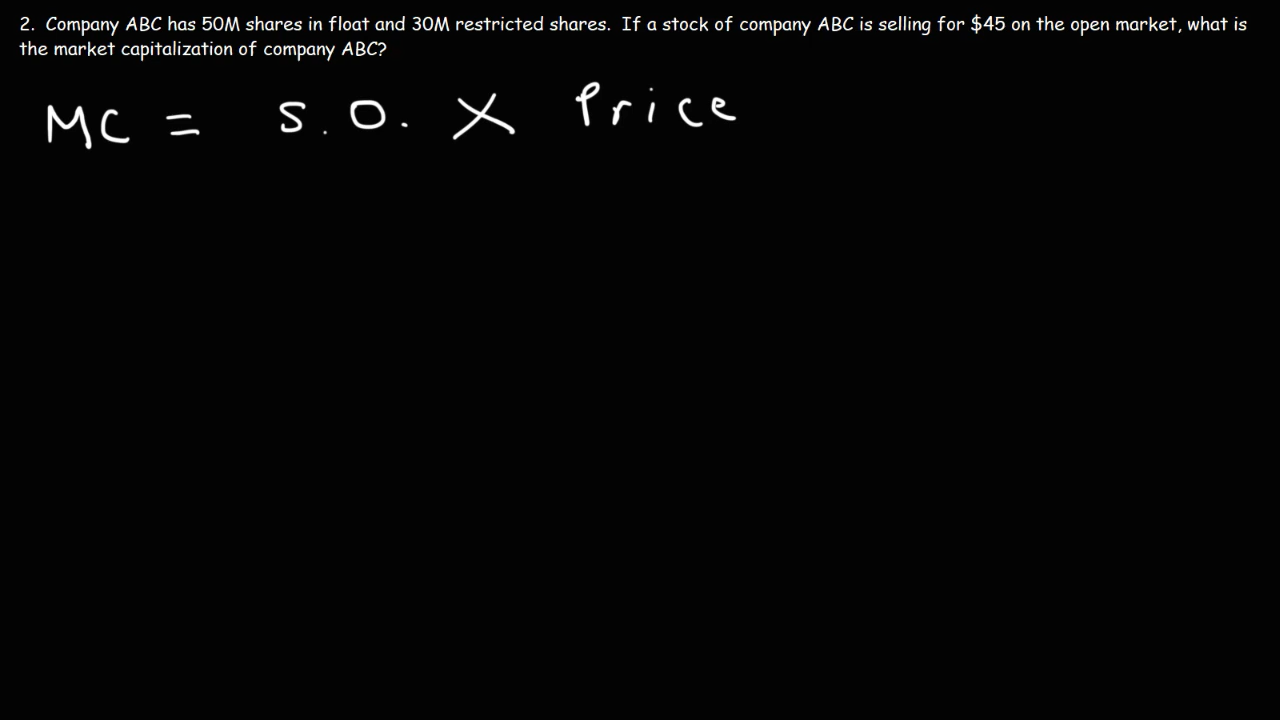 2. Company ABC has 50M shares in float and 30M restricted shares. If a stock of company ABC is selling for $45 on the open market, what is
the market capitalization of company ABC?
MC = S.O. X Price